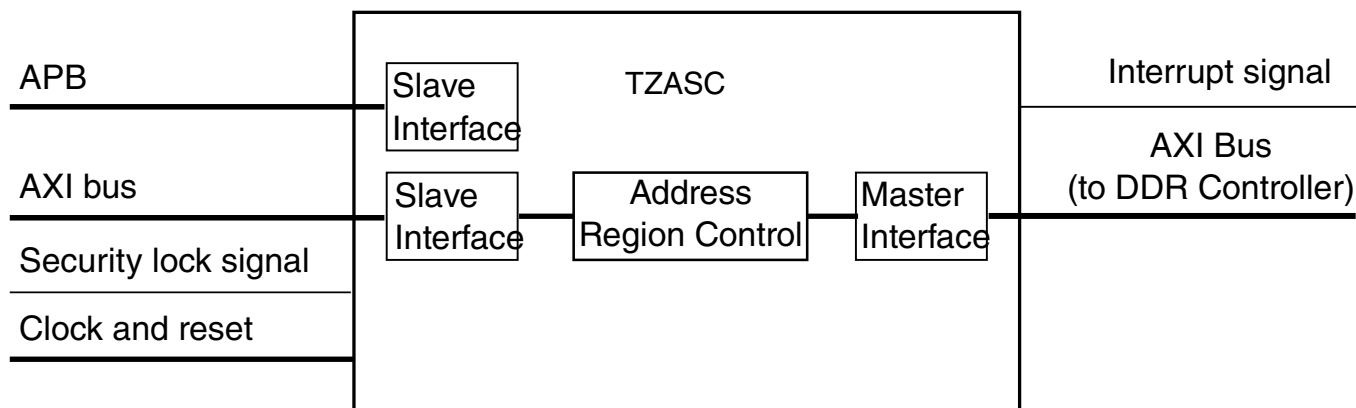 APB
Slave
Interface
TZASC
Interrupt signal
AXI bus
Slave
Interface
Address
Region Control
Master
Interface
AXI Bus
(to DDR Controller)
Security lock signal
Clock and reset